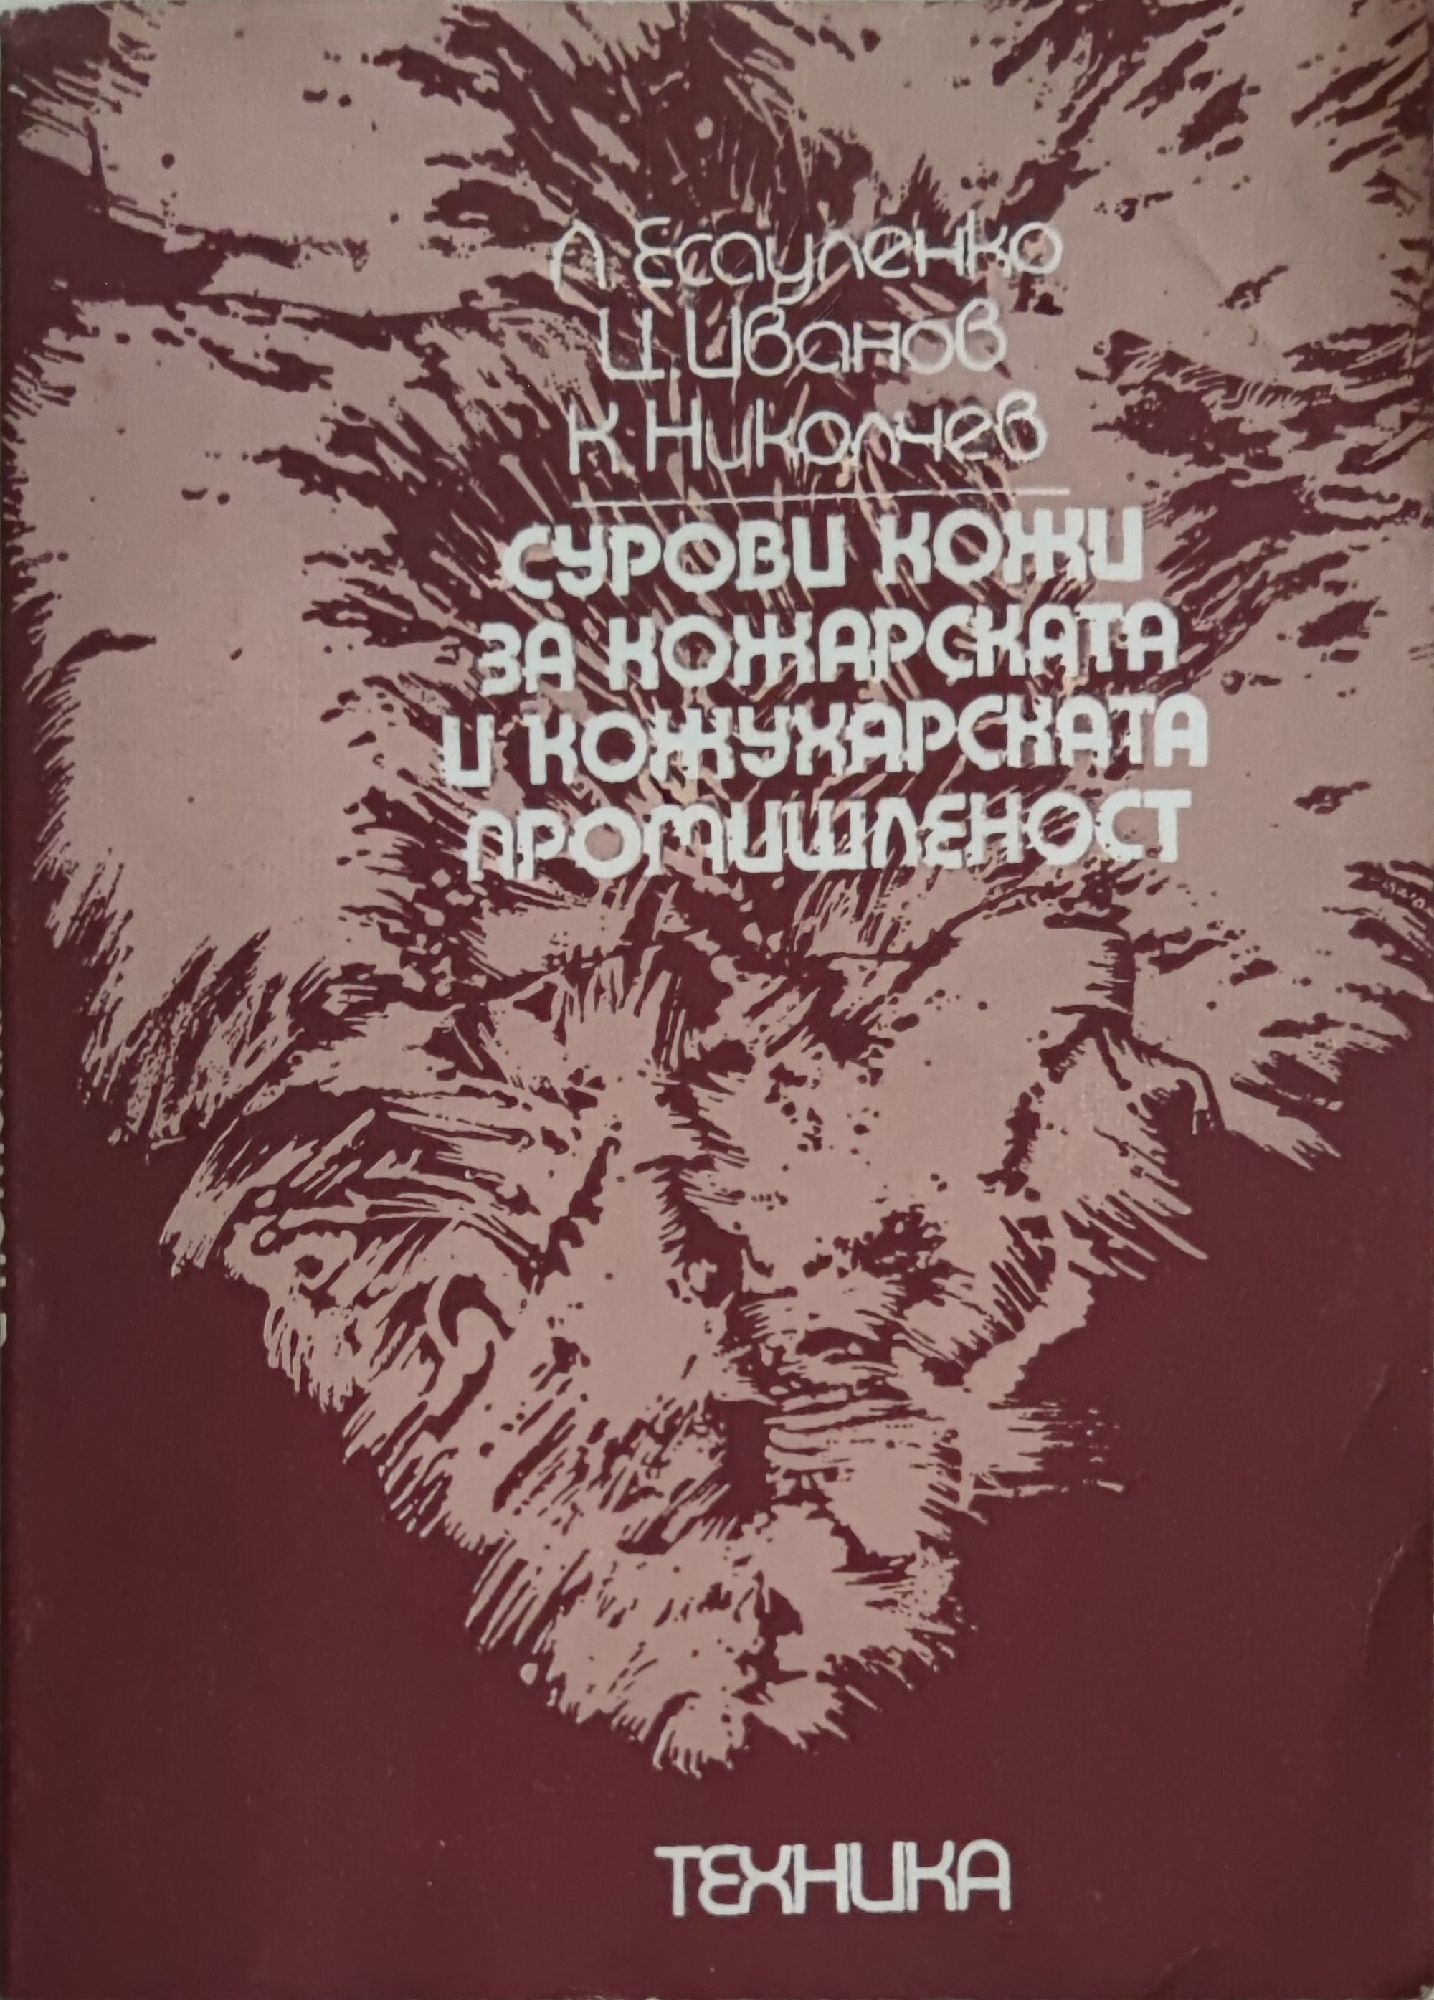 Л. Есауленко
Ц. Иванов
К. Николчев
СУРОВИ КОЖИ
ЗА КОЖАРСКАТА
И КОЖУХАРСКАТА
ПРОМИШЛЕНОСТ
ТЕХНИКА